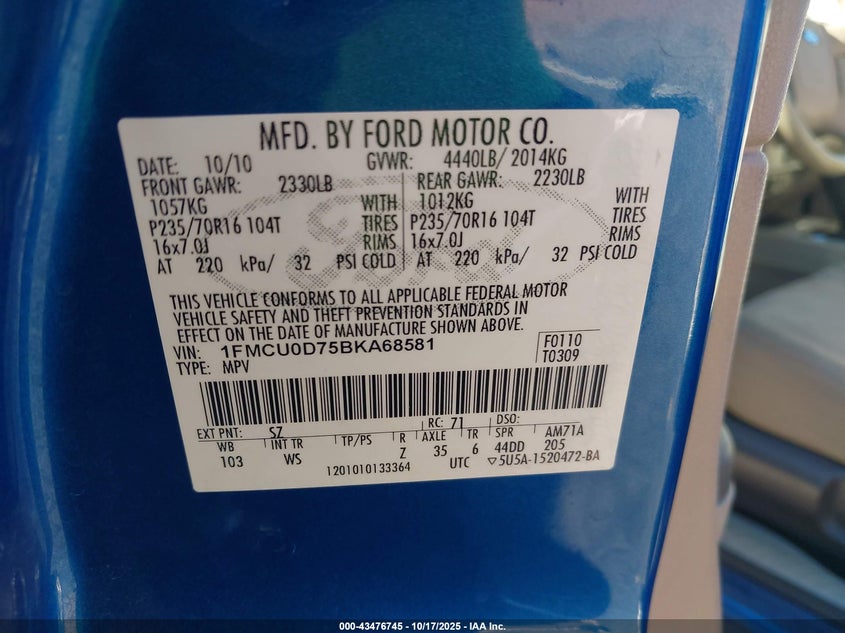 MFD. BY FORD MOTOR CO.
DATE: 10/10 GVWR: 4440LB/ 2014KG
FRONT GAWR: 2330LB REAR GAWR: 2230LB
1057KG WITH 1012KG WITH
P235/70R16 104T TIRES P235/70R16 104T TIRES
16x7.0J RIMS 16x7.0J RIMS
AT 220 kPa/ 32 PSI COLD AT 220 kPa/ 32 PSI COLD
Ford
THIS VEHICLE CONFORMS TO ALL APPLICABLE FEDERAL MOTOR
VEHICLE SAFETY AND THEFT PREVENTION STANDARDS IN
EFFECT ON THE DATE OF MANUFACTURE SHOWN ABOVE.
VIN: 1FMCU0D75BKA68581 F0110
TYPE: MPV T0309
EXT PNT: SZ RC: 71 DSO:
WB INT TR TP/PS R AXLE TR SPR AM71A
103 WS Z 35 6 44DD 205
1201010133364 UTC ▽5U5A-1520472-BA
000-43476745 - 10/17/2025 - IAA Inc.